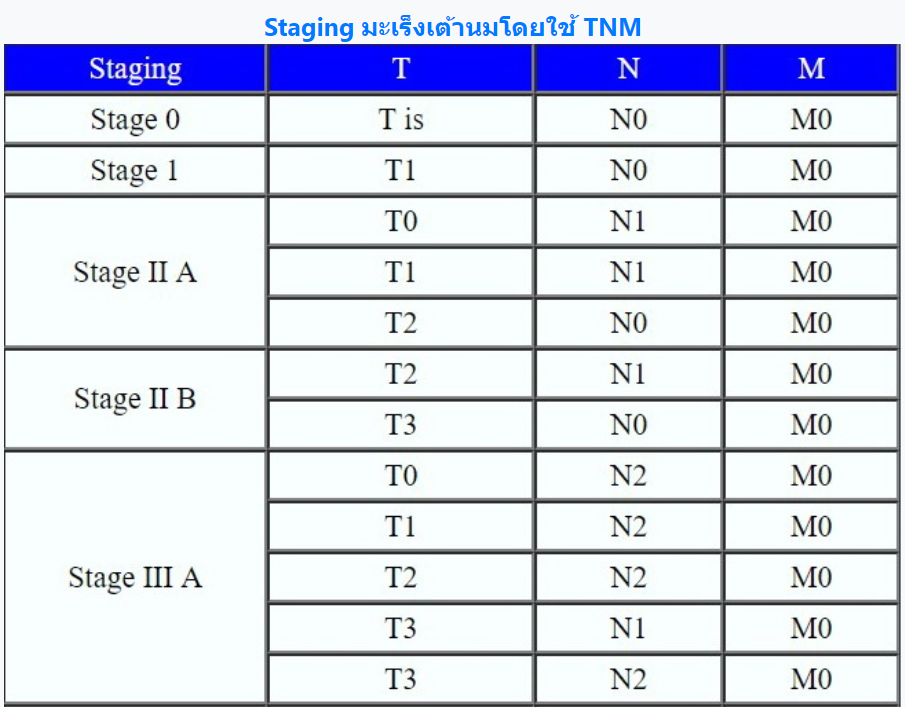 Staging มะเร็งเต้านมโดยใช้ TNM
Staging T N M
Stage 0 T is N0 M0
Stage 1 T1 N0 M0
Stage II A T0 N1 M0
T1 N1 M0
T2 N0 M0
Stage II B T2 N1 M0
T3 N0 M0
Stage III A T0 N2 M0
T1 N2 M0
T2 N2 M0
T3 N1 M0
T3 N2 M0